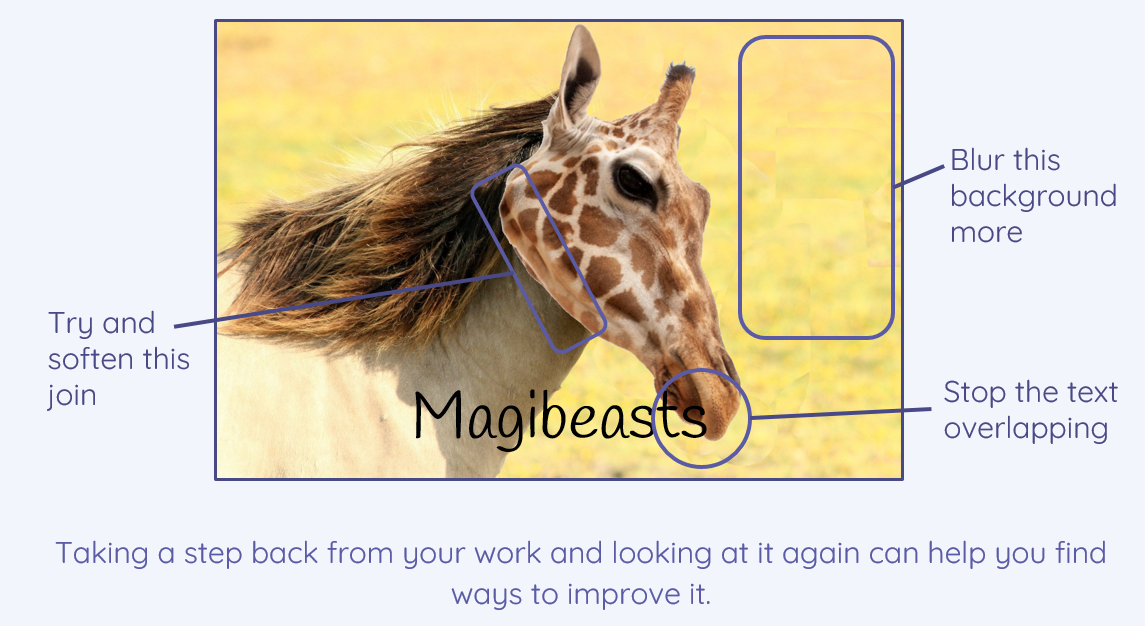 Blur this
background
more
Try and
soften this
join
Magibeasts
Stop the text
overlapping
Taking a step back from your work and looking at it again can help you find
ways to improve it.